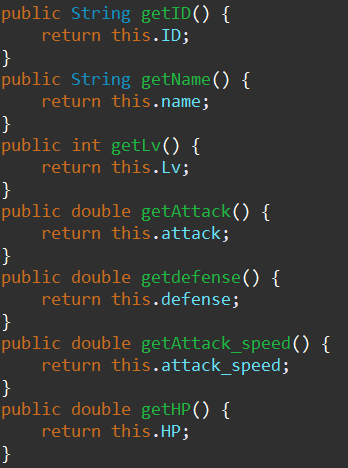 public String getID() {
    return this.ID;
}
public String getName() {
    return this.name;
}
public int getLv() {
    return this.Lv;
}
public double getAttack() {
    return this.attack;
}
public double getdefense() {
    return this.defense;
}
public double getAttack_speed() {
    return this.attack_speed;
}
public double getHP() {
    return this.HP;
}